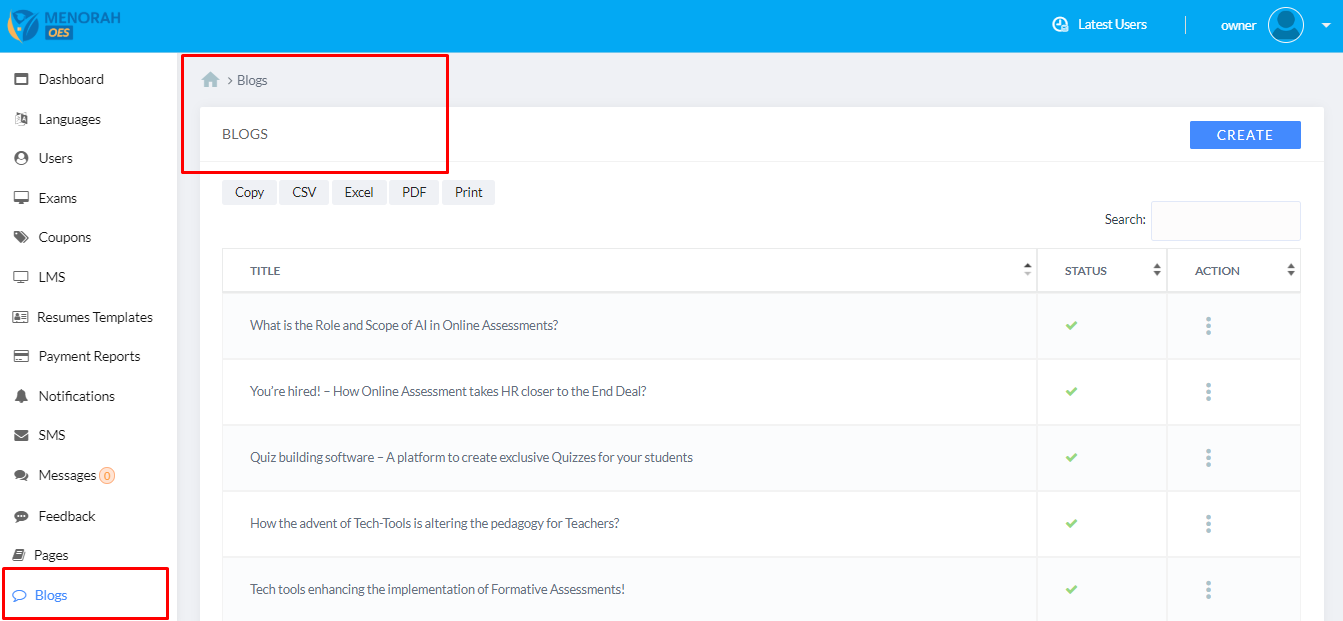 MENORAH
OES
Latest Users
owner
Dashboard
Languages
Users
Exams
Coupons
LMS
Resumes Templates
Payment Reports
Notifications
SMS
Messages 0
Feedback
Pages
Blogs
> Blogs
BLOGS
CREATE
Copy CSV Excel PDF Print
Search:
TITLE STATUS ACTION
What is the Role and Scope of AI in Online Assessments?
You're hired! – How Online Assessment takes HR closer to the End Deal?
Quiz building software – A platform to create exclusive Quizzes for your students
How the advent of Tech-Tools is altering the pedagogy for Teachers?
Tech tools enhancing the implementation of Formative Assessments!